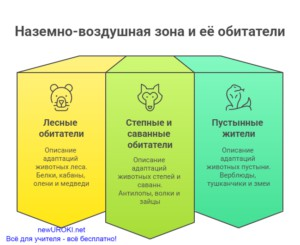 Наземно-воздушная зона и её обитатели
Лесные
обитатели
Описание
адаптаций
животных леса.
Белки, кабаны,
олени и медведи
Степные и
саванные
обитатели
Описание
адаптаций
животных степей и
саванн.
Антилопы, волки и
зайцы
Пустынные
жители
Описание
адаптаций
животных пустыни.
Верблюды,
тушканчики и змеи
newUROKI.net
Всё для учителя - всё бесплатно!